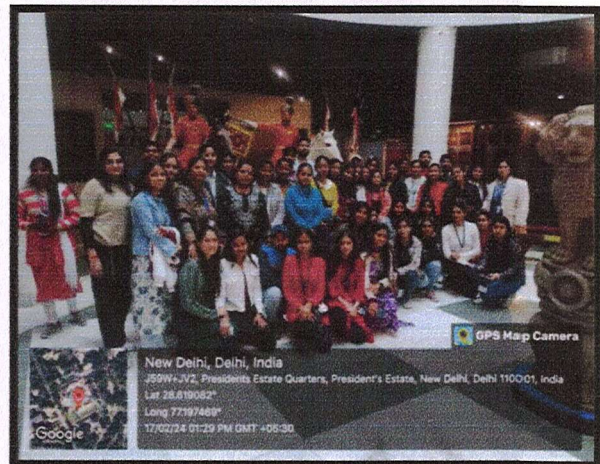 GPS Map Camera
New Delhi, Delhi, India
J59W+JV2, Presidents Estate Quarters, President's Estate, New Delhi, Delhi 110001, India
Lat 28.619082°
Long 77.197469°
17/02/24 01:29 PM GMT +05:30
Google